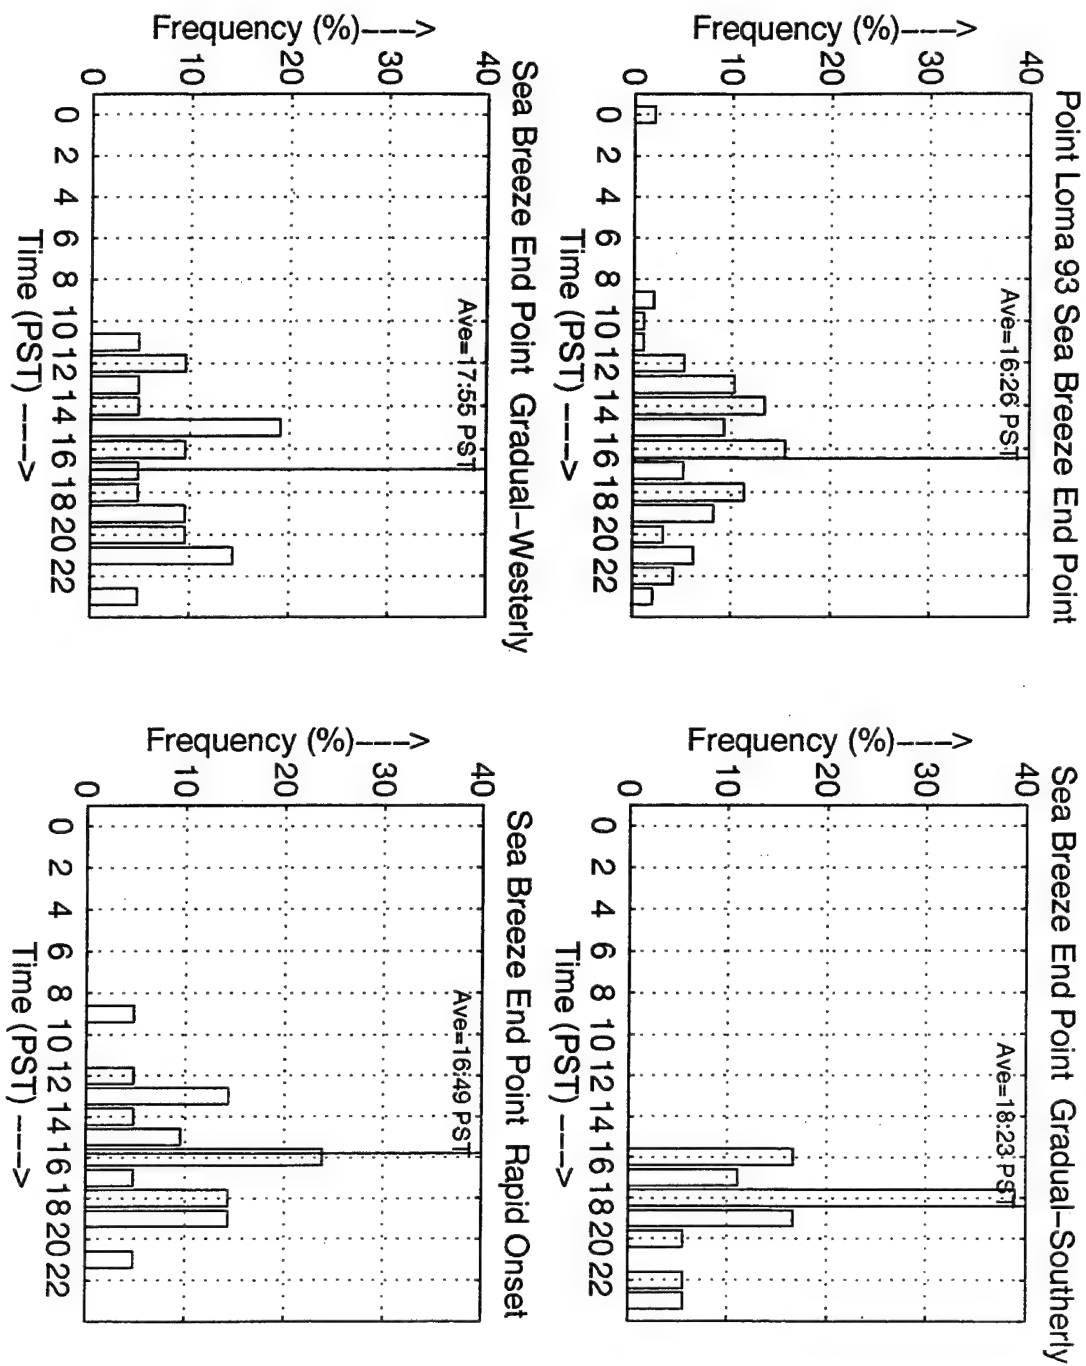 Point Loma 93 Sea Breeze End Point
40
30
20
10
0
Frequency (%)---->
Ave=16:26 PST
0 2 4 6 8 10 12 14 16 18 20 22
Time (PST) ---->
Sea Breeze End Point Gradual-Southerly
40
30
20
10
0
Frequency (%)---->
Ave=18:23 PST
0 2 4 6 8 10 12 14 16 18 20 22
Time (PST) ---->
Sea Breeze End Point Gradual-Westerly
40
30
20
10
0
Frequency (%)---->
Ave=17:55 PST
0 2 4 6 8 10 12 14 16 18 20 22
Time (PST) ---->
Sea Breeze End Point Rapid Onset
40
30
20
10
0
Frequency (%)---->
Ave=16:49 PST
0 2 4 6 8 10 12 14 16 18 20 22
Time (PST) ---->